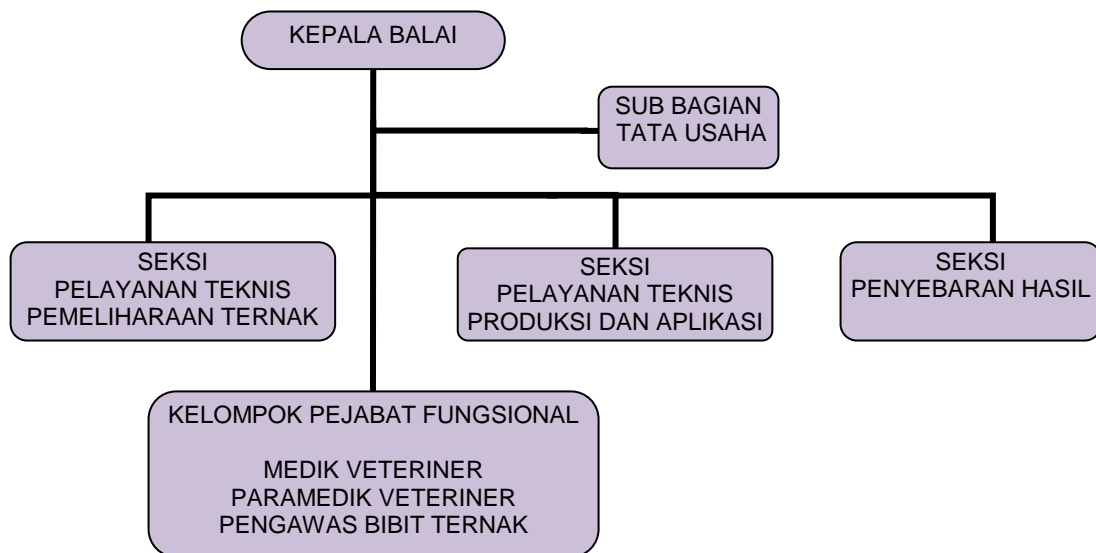 KEPALA BALAI
SUB BAGIAN
TATA USAHA
SEKSI
PELAYANAN TEKNIS
PEMELIHARAAN TERNAK
SEKSI
PELAYANAN TEKNIS
PRODUKSI DAN APLIKASI
SEKSI
PENYEBARAN HASIL
KELOMPOK PEJABAT FUNGSIONAL
MEDIK VETERINER
PARAMEDIK VETERINER
PENGAWAS BIBIT TERNAK